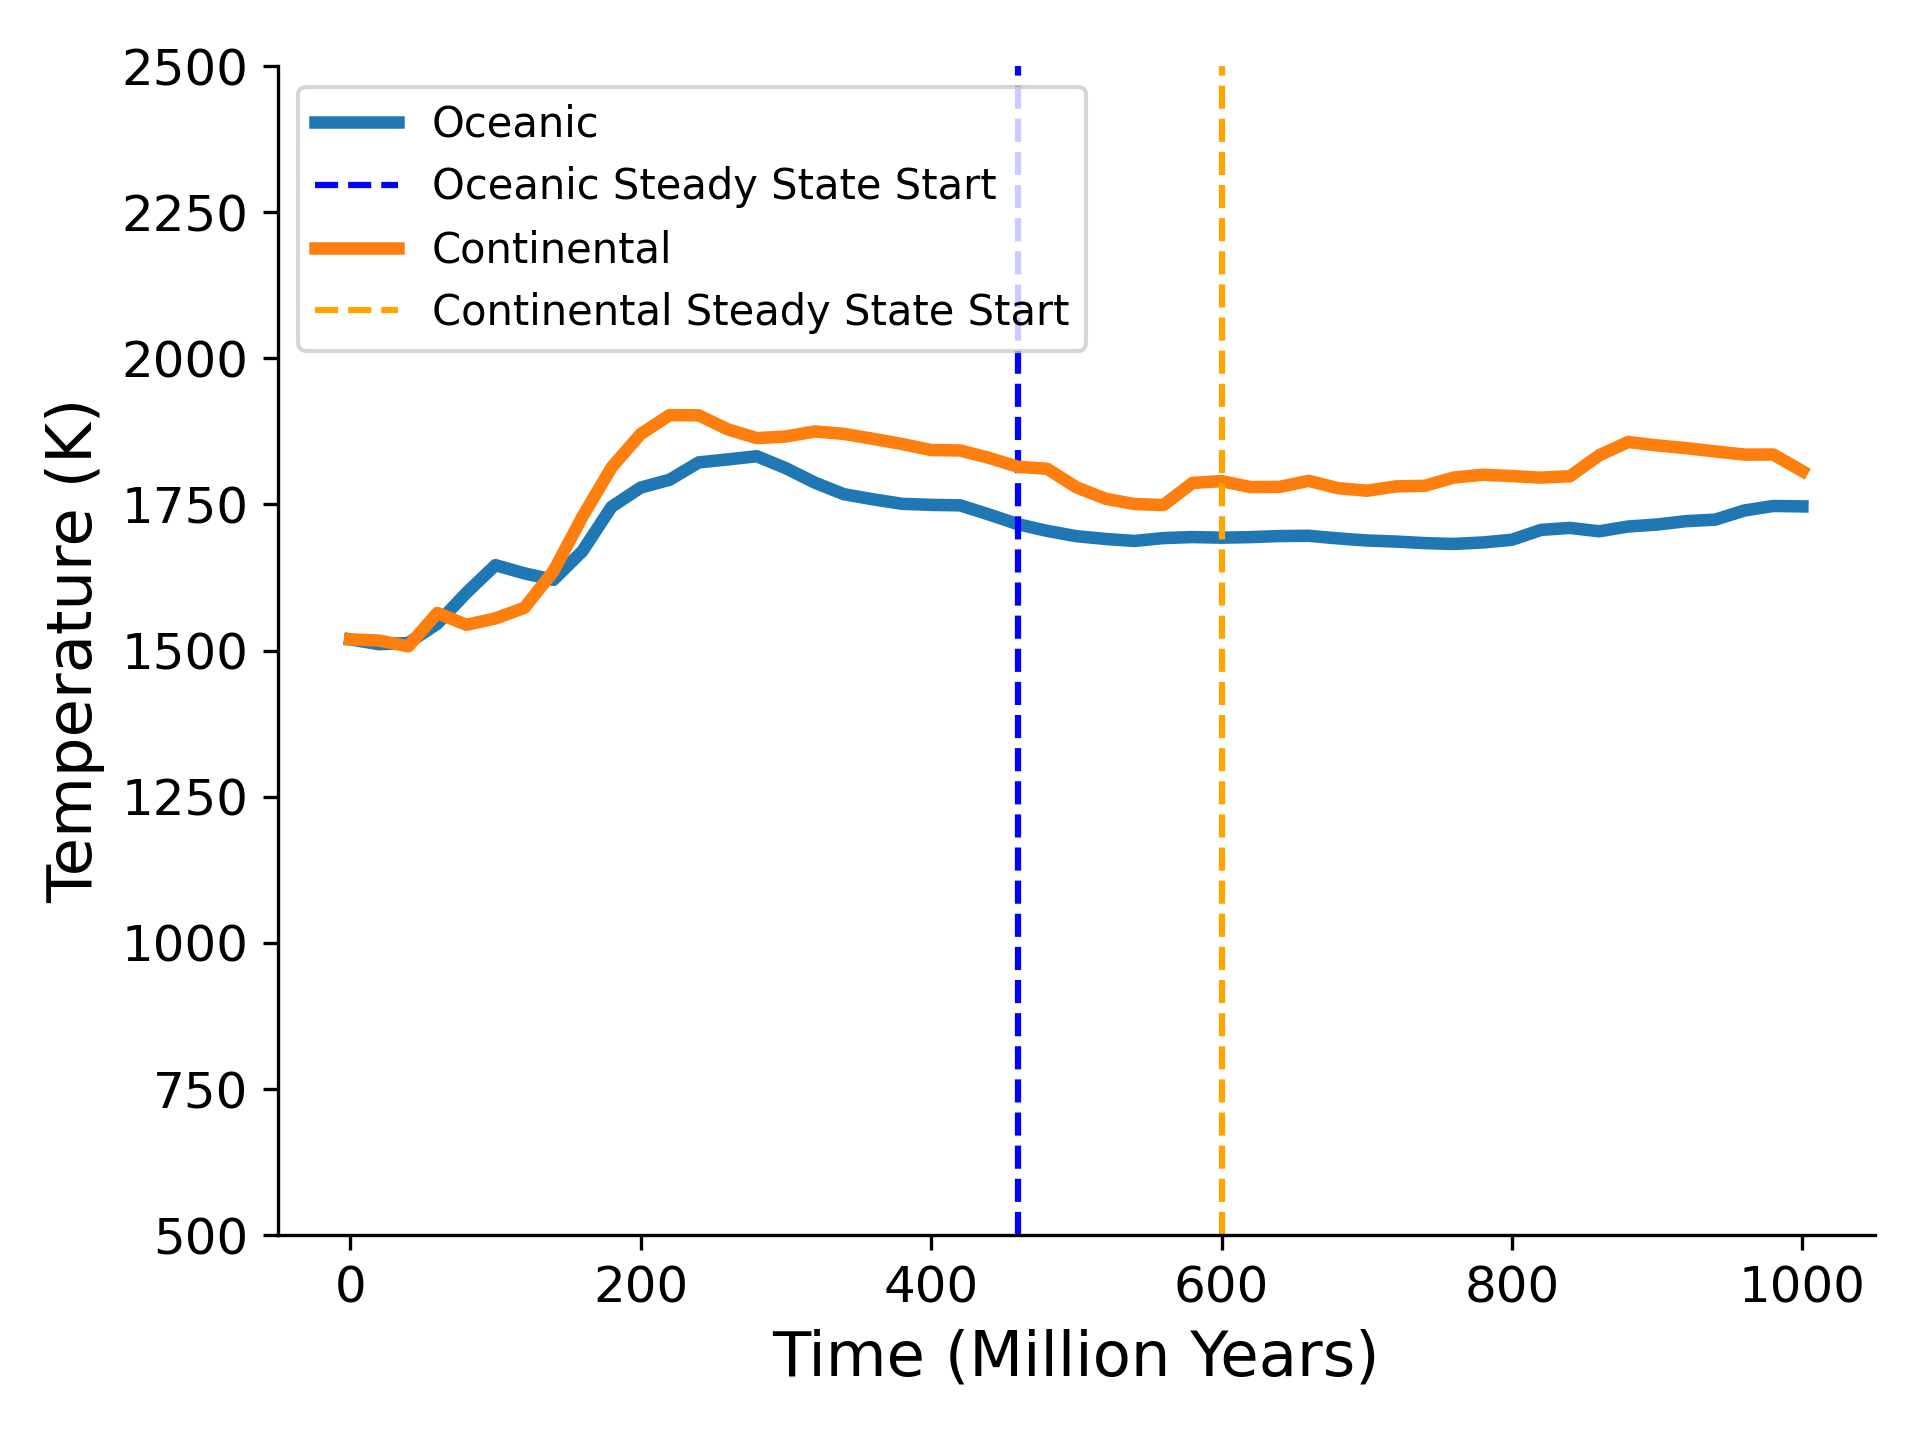 2500
2250
2000
1750
1500
1250
1000
750
500
Temperature (K)
Oceanic
Oceanic Steady State Start
Continental
Continental Steady State Start
0 200 400 600 800 1000
Time (Million Years)